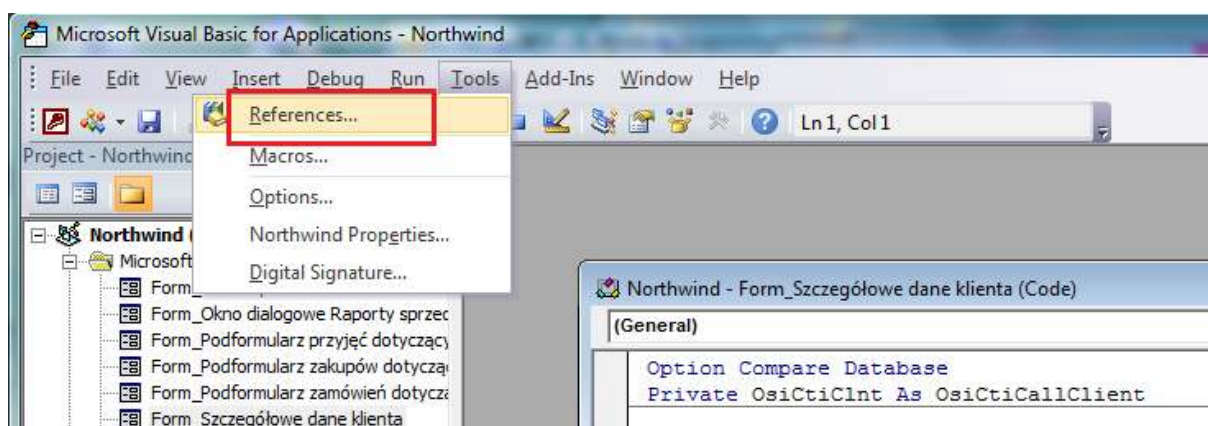 Microsoft Visual Basic for Applications - Northwind
File Edit View Insert Debug Run Tools Add-Ins Window Help
References...
Ln 1, Col 1
Project - Northwind
Macros...
Options...
Northwind (
Northwind Properties...
Microsoft
Digital Signature...
Form_
Northwind - Form_Szczegółowe dane klienta (Code)
Form_Okno dialogowe Raporty sprzec
(General)
Form_Podformularz przyjęć dotyczący
Form_Podformularz zakupów dotycząc
Option Compare Database
Form_Podformularz zamówień dotycza
Private OsiCtiClnt As OsiCtiCallClient
Form_Szczegółowe dane klienta